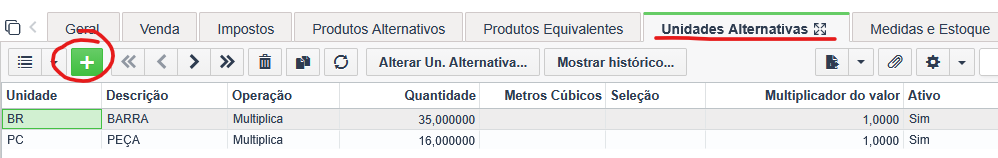 Geral Venda Impostos Produtos Alternativos Produtos Equivalentes Unidades Alternativas Medidas e Estoque
Alterar Un. Alternativa... Mostrar histórico...
Unidade Descrição Operação Quantidade Metros Cúbicos Seleção Multiplicador do valor Ativo
BR BARRA Multiplica 35,000000 1,0000 Sim
PC PEÇA Multiplica 16,000000 1,0000 Sim